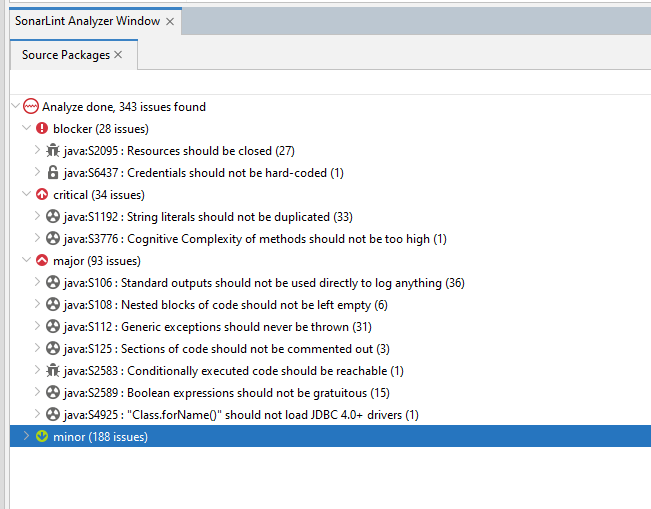 SonarLint Analyzer Window
Source Packages
Analyze done, 343 issues found
blocker (28 issues)
java:S2095 : Resources should be closed (27)
java:S6437 : Credentials should not be hard-coded (1)
critical (34 issues)
java:S1192 : String literals should not be duplicated (33)
java:S3776 : Cognitive Complexity of methods should not be too high (1)
major (93 issues)
java:S106 : Standard outputs should not be used directly to log anything (36)
java:S108 : Nested blocks of code should not be left empty (6)
java:S112 : Generic exceptions should never be thrown (31)
java:S125 : Sections of code should not be commented out (3)
java:S2583 : Conditionally executed code should be reachable (1)
java:S2589 : Boolean expressions should not be gratuitous (15)
java:S4925 : "Class.forName()" should not load JDBC 4.0+ drivers (1)
minor (188 issues)